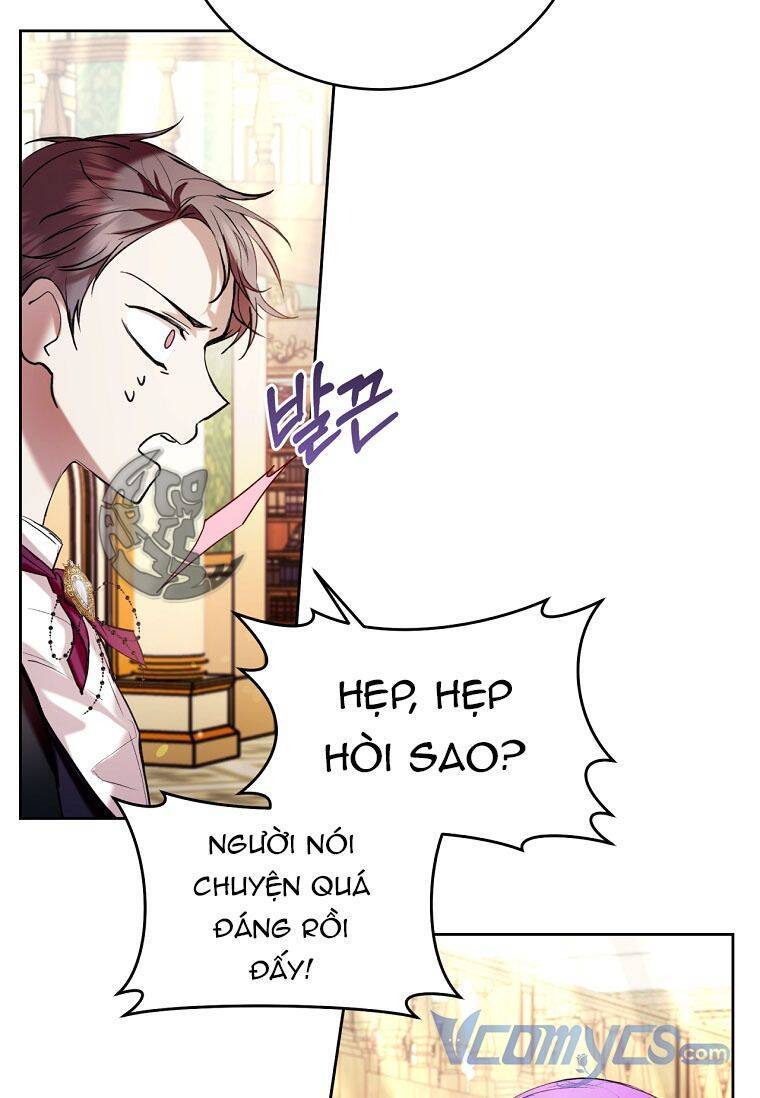 발끈
HẸP, HẸP
HÒI SAO?
NGƯỜI NÓI
CHUYỆN QUÁ
ĐÁNG RỒI
ĐẤY!
VCOMYCS.com